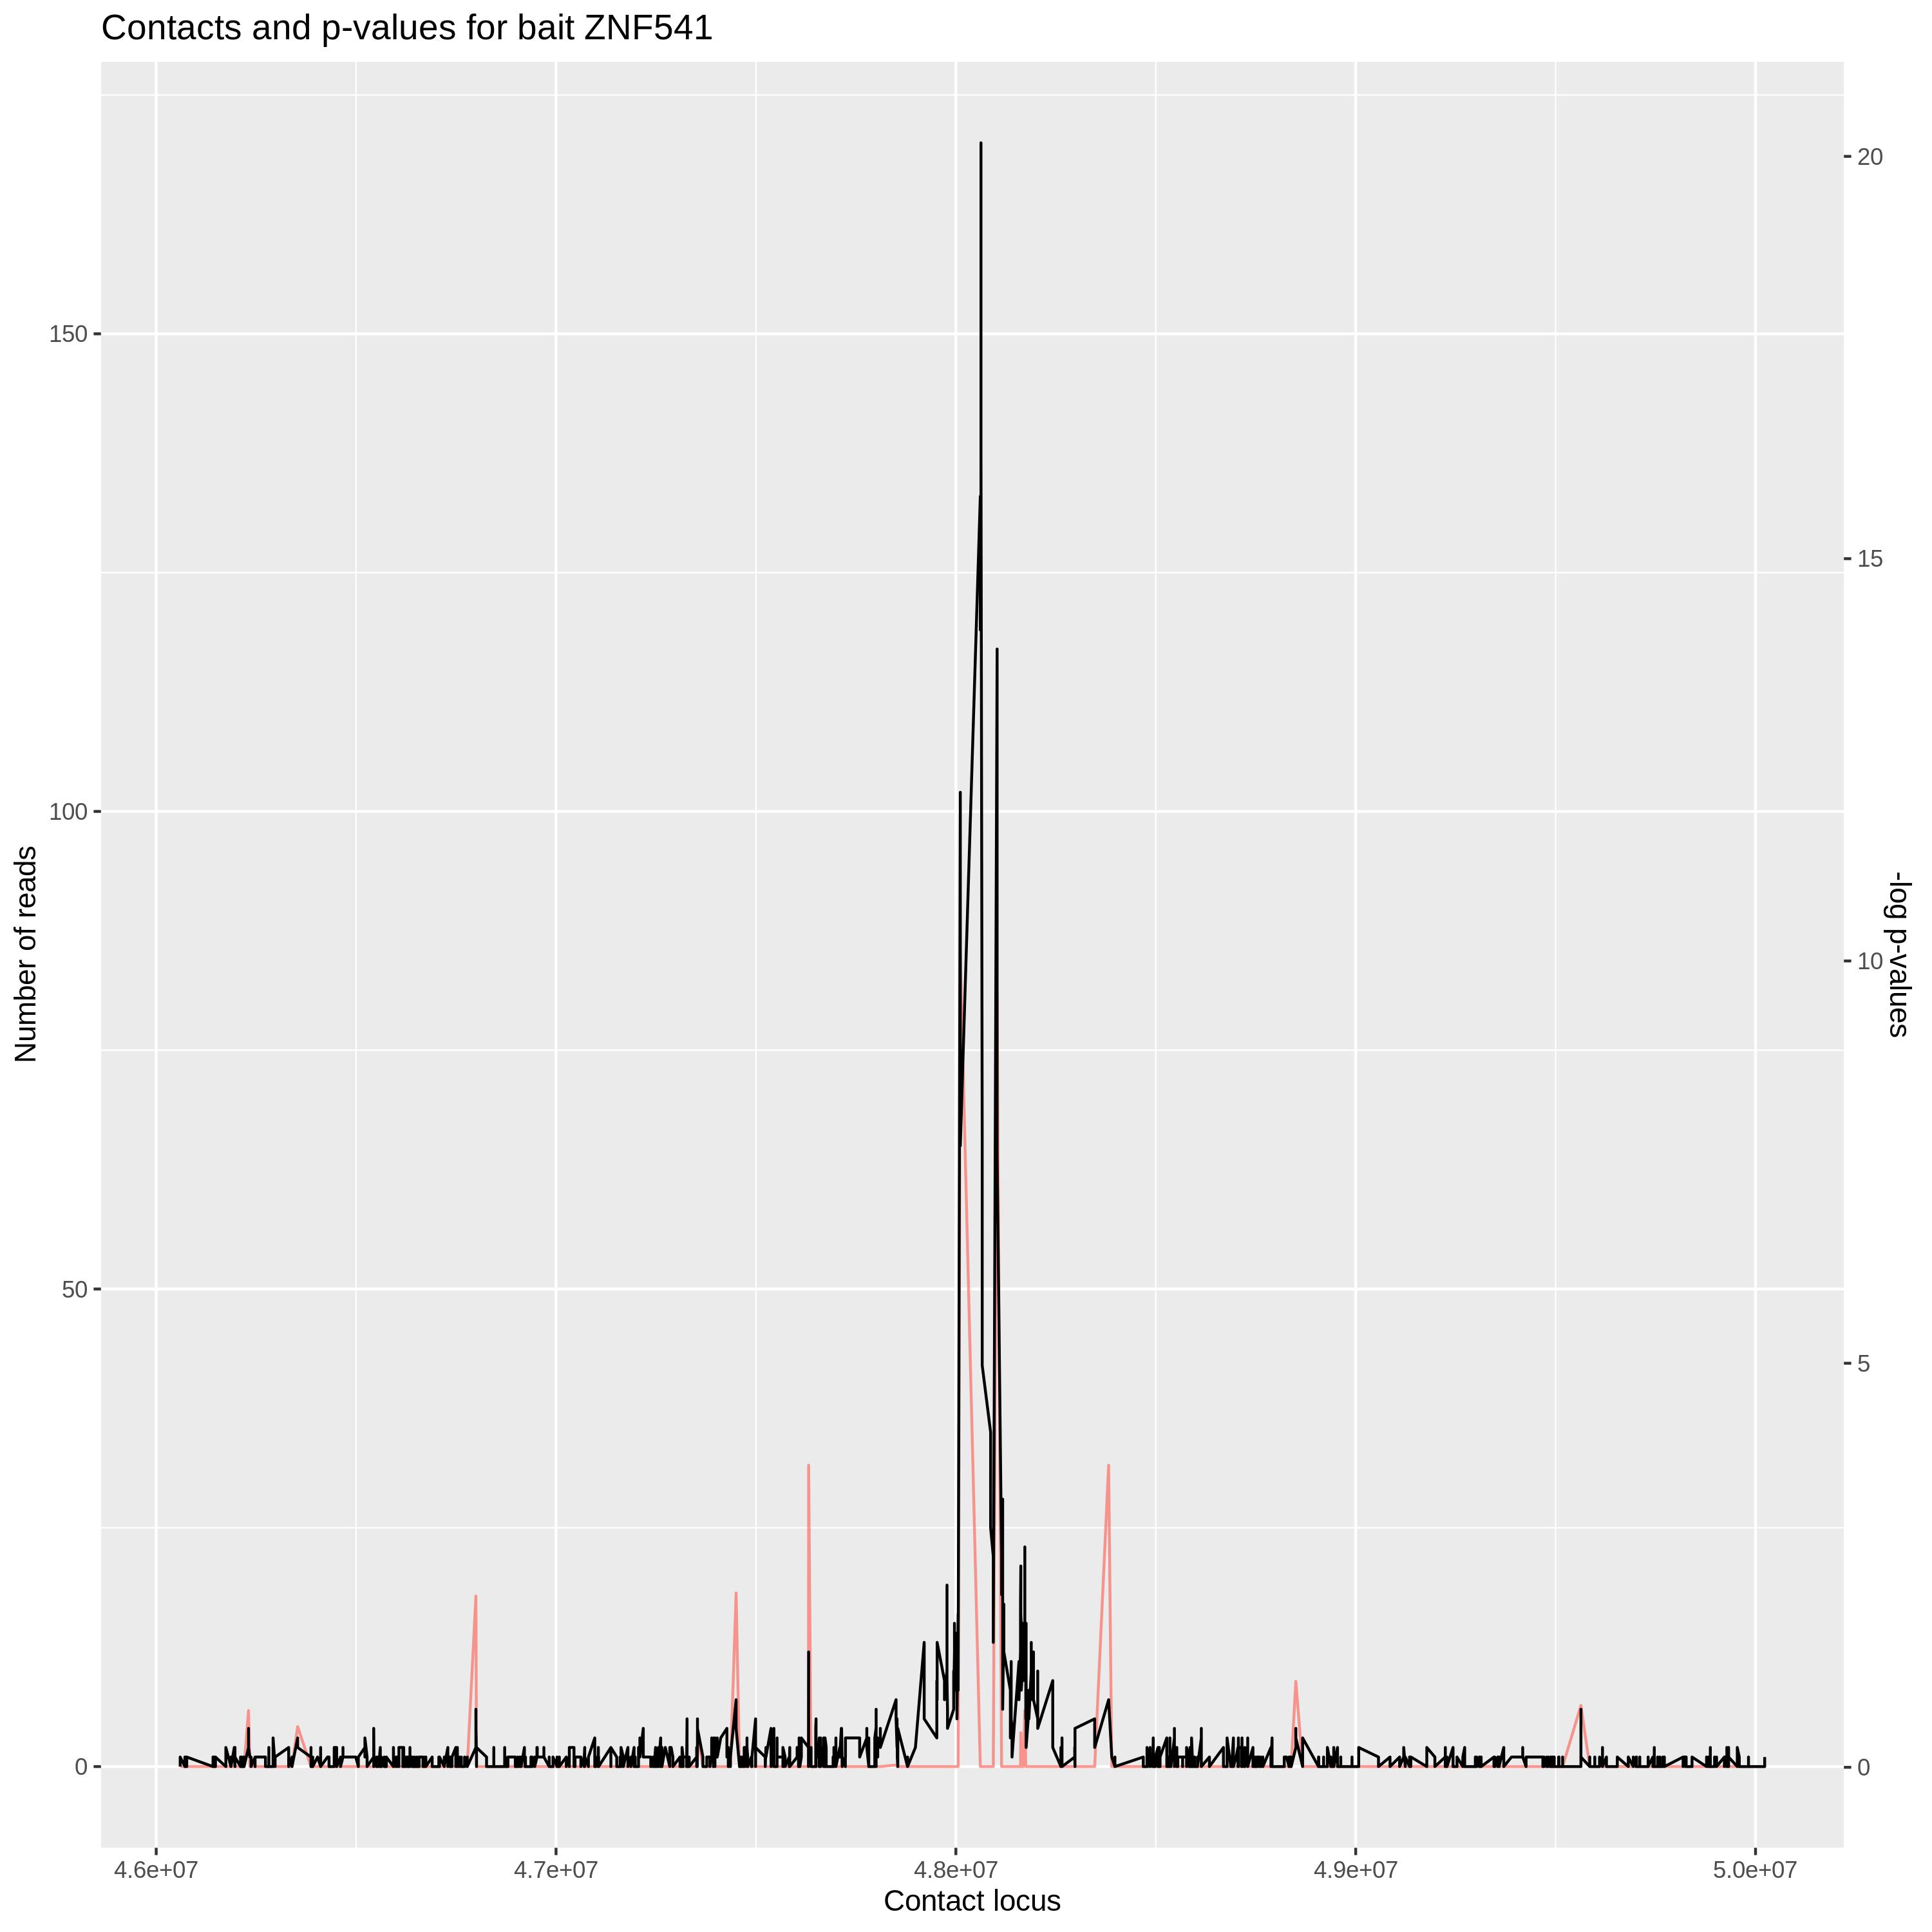 Contacts and p-values for bait ZNF541
Number of reads
150
100
50
0
20
15
10
5
0
-log p-values
4.6e+07 4.7e+07 4.8e+07 4.9e+07 5.0e+07
Contact locus